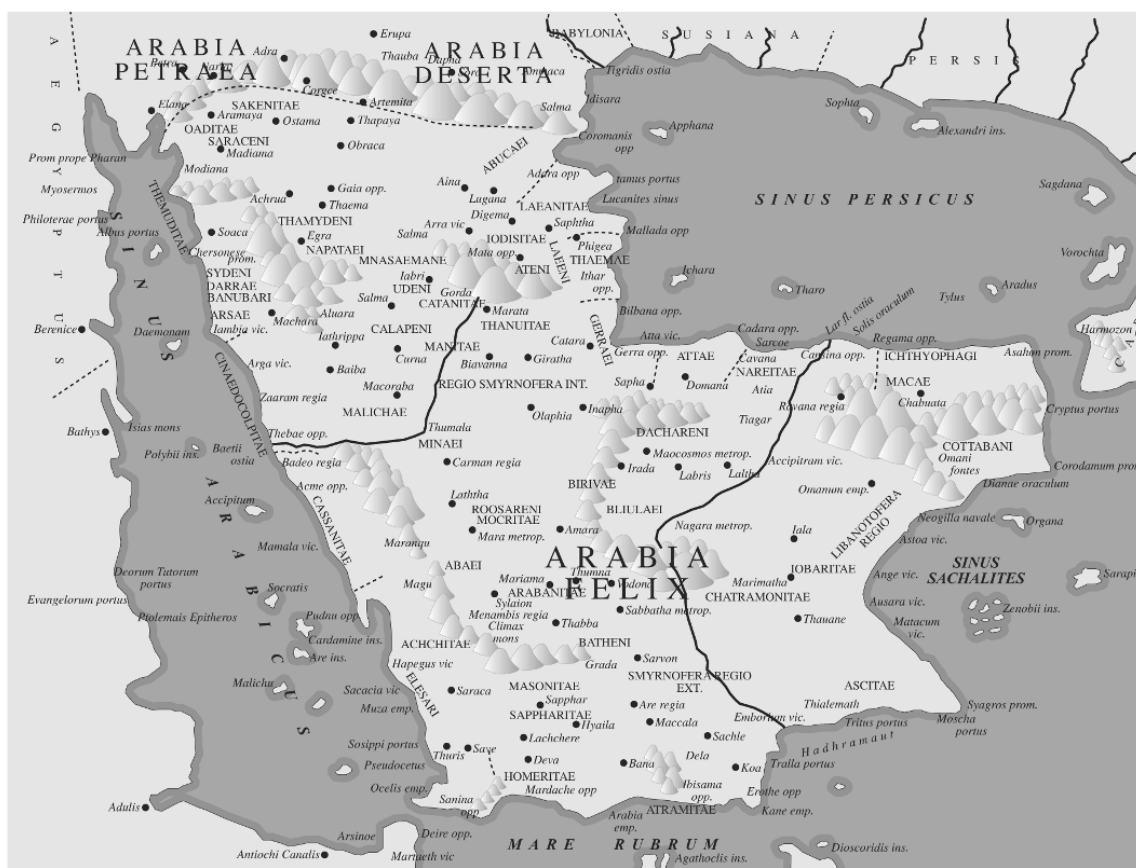 Erupa
BABYLONIA
SUSIANA
PERSIS
AEGYPTUS
ARABIA
PETRAEA
ARABIA
DESERTA
Adra
Thauba
Corgce
Artemita
Salma
Idisara
Tigridis ostia
Sophta
Alexandri ins.
Elana
SAKENITAE
Aramaya
Ostama
Thapaya
OADITAE
SARACENI
Madiama
Obraca
ABUCAEI
Coromanis
opp
Apphana
Prom prope Pharan
Modiana
Myosermos
Adara opp
tamus portus
Lucanites sinus
SINUS PERSICUS
Sagdana
THEMUDITAE
Achrua
Gaia opp.
Thaema
Aina
Lugana
Digema
LAEANITAE
Philoterae portus
Albus portus
Souca
Chersonese
prom.
THAMYDENI
Egra
NAPATAEI
Salma
Arra vic
IODISITAE
Mata opp.
ATENI
Saphtha
LAEENI
Phigea
THAEMAE
Mallada opp
Vorochta
SYDENI
DARRAE
BANUBARI
ARSAE
Iambia vic.
MNASAEMANE
Iabri
UDENI
CATANITAE
Gorda
Ithar
opp.
Ichara
Tharo
Tylus
Aradus
Machara
Aluara
Salma
Marata
THANUITAE
Bilbana opp.
Lar fl. ostia
Solis oraculum
Berenice
Daemonam
Iathrippa
CALAPENI
Curna
MANITAE
Biavanna
Giratha
Catara
GERRAEI
Gerra opp.
Atta vic.
ATTAE
Cadara opp.
Sarcoe
Cavana
NAREITAE
Cansina opp.
Regama opp.
ICHTHYOPHAGI
Asabon prom.
Harmozon
Arga vic.
Baiba
Macoraba
MALICHAE
REGIO SMYRNOFERA INT.
Sapha
Domana
Atia
MACAE
Chabuata
Ravana regia
CINAEDOCOLPITAE
Zaaram regia
Olaphia
Inapha
Tiagar
Cryptus portus
Bathys
Isias mons
Thebae opp.
Thumala
MINAEI
DACHARENI
Maocosmos metrop.
COTTABANI
Omani
fontes
Polybii ins.
Baetii
ostia
Badeo regia
Carman regia
Irada
Labris
Laltha
Accipitram vic.
Corodamum prom
Acme opp.
BIRIVAE
Omanum emp.
Dianae oraculum
Accipitum
CASSANITAE
Laththa
ROOSARENI
MOCRITAE
Mara metrop.
Amara
BLIULAEI
Nagara metrop.
LIBANOTOFERA
REGIO
Neogilla navale
Organa
Mamala vic.
Marangu
Iala
Astoa vic.
SINUS ARABICUS
ARABIA
FELIX
SINUS
SACHALITES
ABAEI
Magu
Mariama
ARABANITAE
Thumna
Vodona
Marimatha
IOBARITAE
CHATRAMONITAE
Ange vic.
Sarapi
Deorum Tutorum
portus
Socratis
Sylaion
Menambis regia
Climax
mons
Sabbatha metrop.
Evangelorum portus
Ptolemais Epitheros
Pudnu opp.
Thabba
Thauane
Ausara vic.
Matacum
vic.
Zenobii ins.
Cardamine ins.
Are ins.
ACHCHITAE
BATHENI
Hapegus vic
Grada
Sarvon
Malichu
Sacacia vic
ELESARI
Saraca
MASONITAE
Sapphar
SMYRNOFERA REGIO
EXT.
ASCITAE
Muza emp.
SAPPHARITAE
Hyaila
Are regia
Maccala
Emborium vic.
Thialemath
Tritus portus
Syagros prom.
Moscha
portus
Sosippi portus
Thuris
Save
Lachchere
Sachle
Hadhramaut
Pseudocetus
Deva
Bana
Dela
Koa
Tralla portus
Ocelis emp.
HOMERITAE
Mardache opp
Ibisama
opp.
Erothe opp
Adulis
Sanina
opp
Arabia
emp.
ATRAMITAE
Kane emp.
Arsinoe
Deire opp.
MARE RUBRUM
Antiochi Canalis
Martueth vic
Agathoclis ins.
Dioscoridis ins.